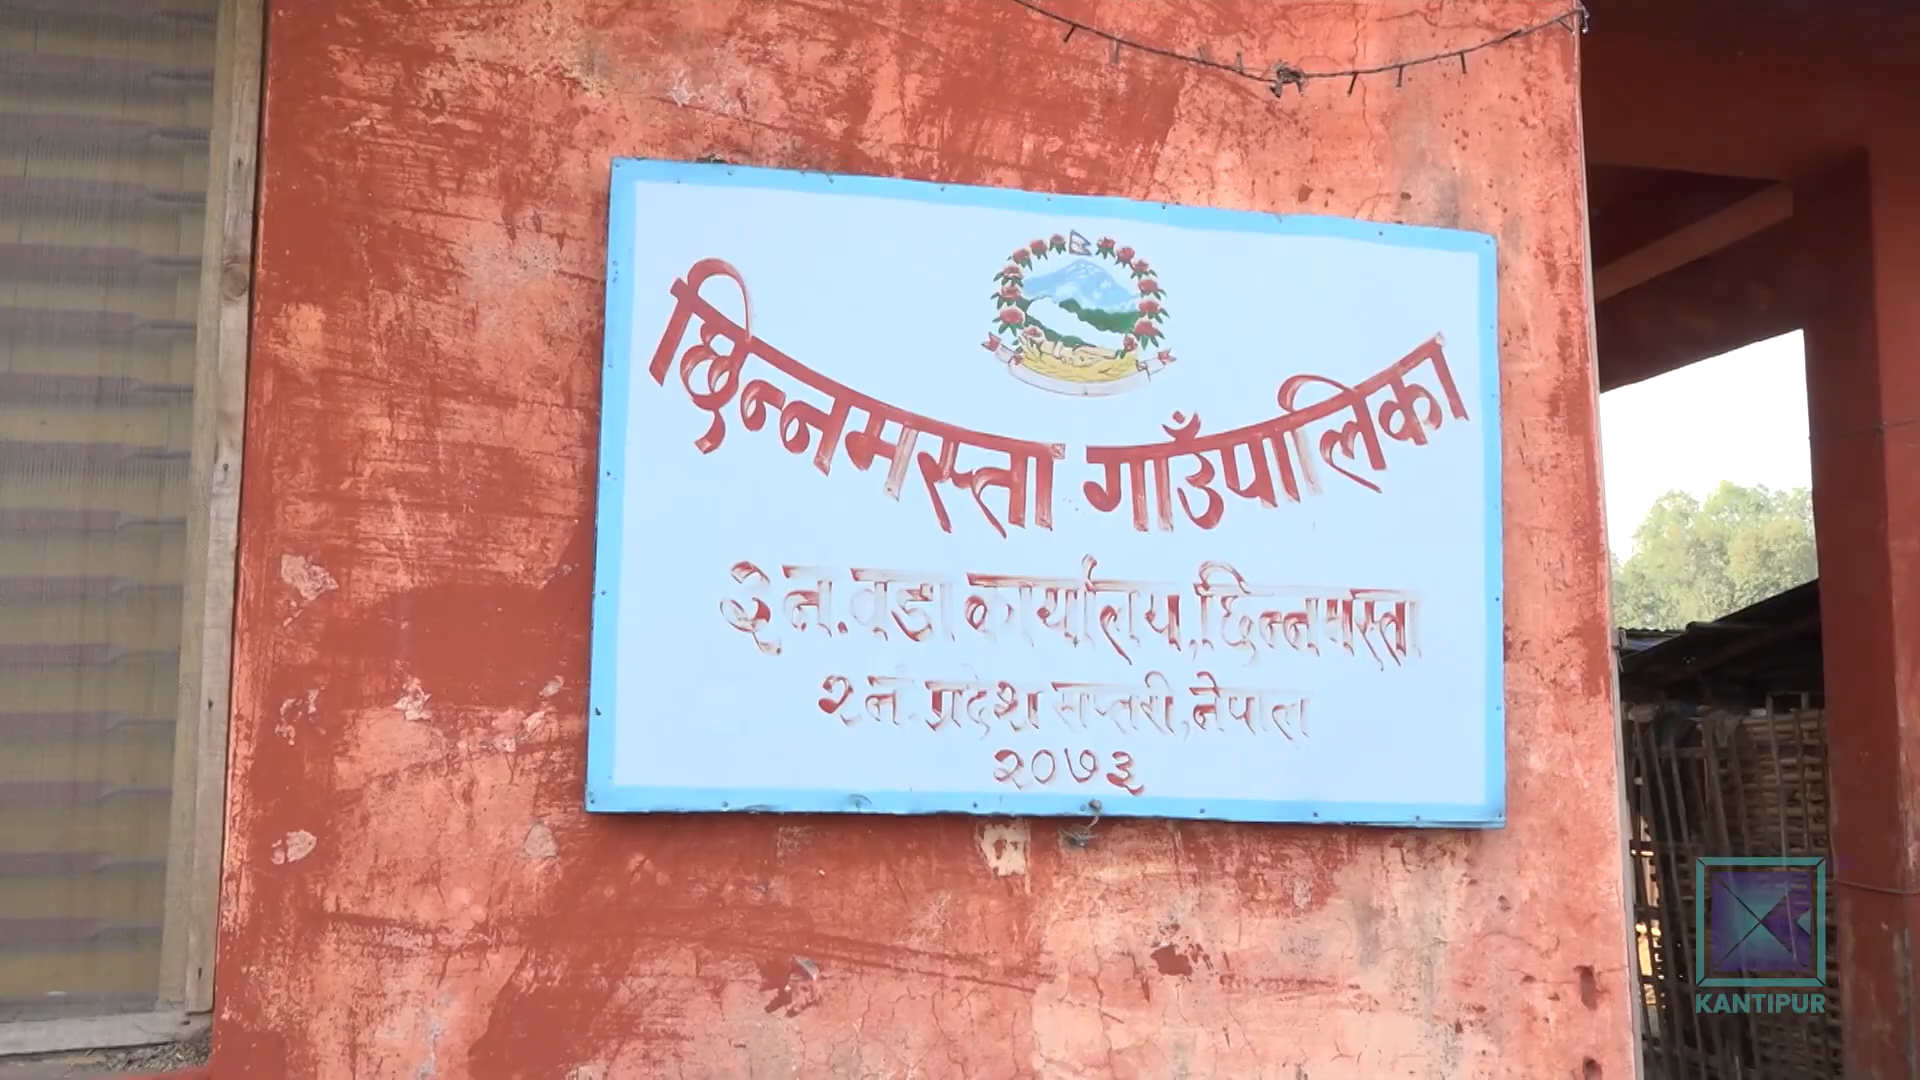 छिन्नमस्ता गाउँपालिका
३ न. वडा कार्यालय, छिन्नमस्ता
२ नं. प्रदेश सप्तरी, नेपाल
२०७३
KANTIPUR